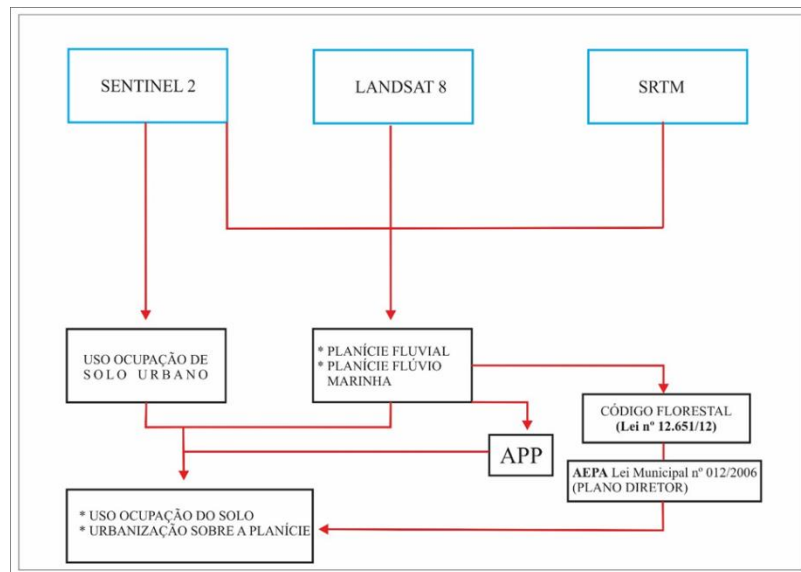 SENTINEL 2
LANDSAT 8
SRTM
USO OCUPAÇÃO DE
SOLO URBANO
* PLANÍCIE FLUVIAL
* PLANÍCIE FLÚVIO
MARINHA
CÓDIGO FLORESTAL
(Lei nº 12.651/12)
APP
AEPA Lei Municipal nº 012/2006
(PLANO DIRETOR)
* USO OCUPAÇÃO DO SOLO
* URBANIZAÇÃO SOBRE A PLANÍCIE